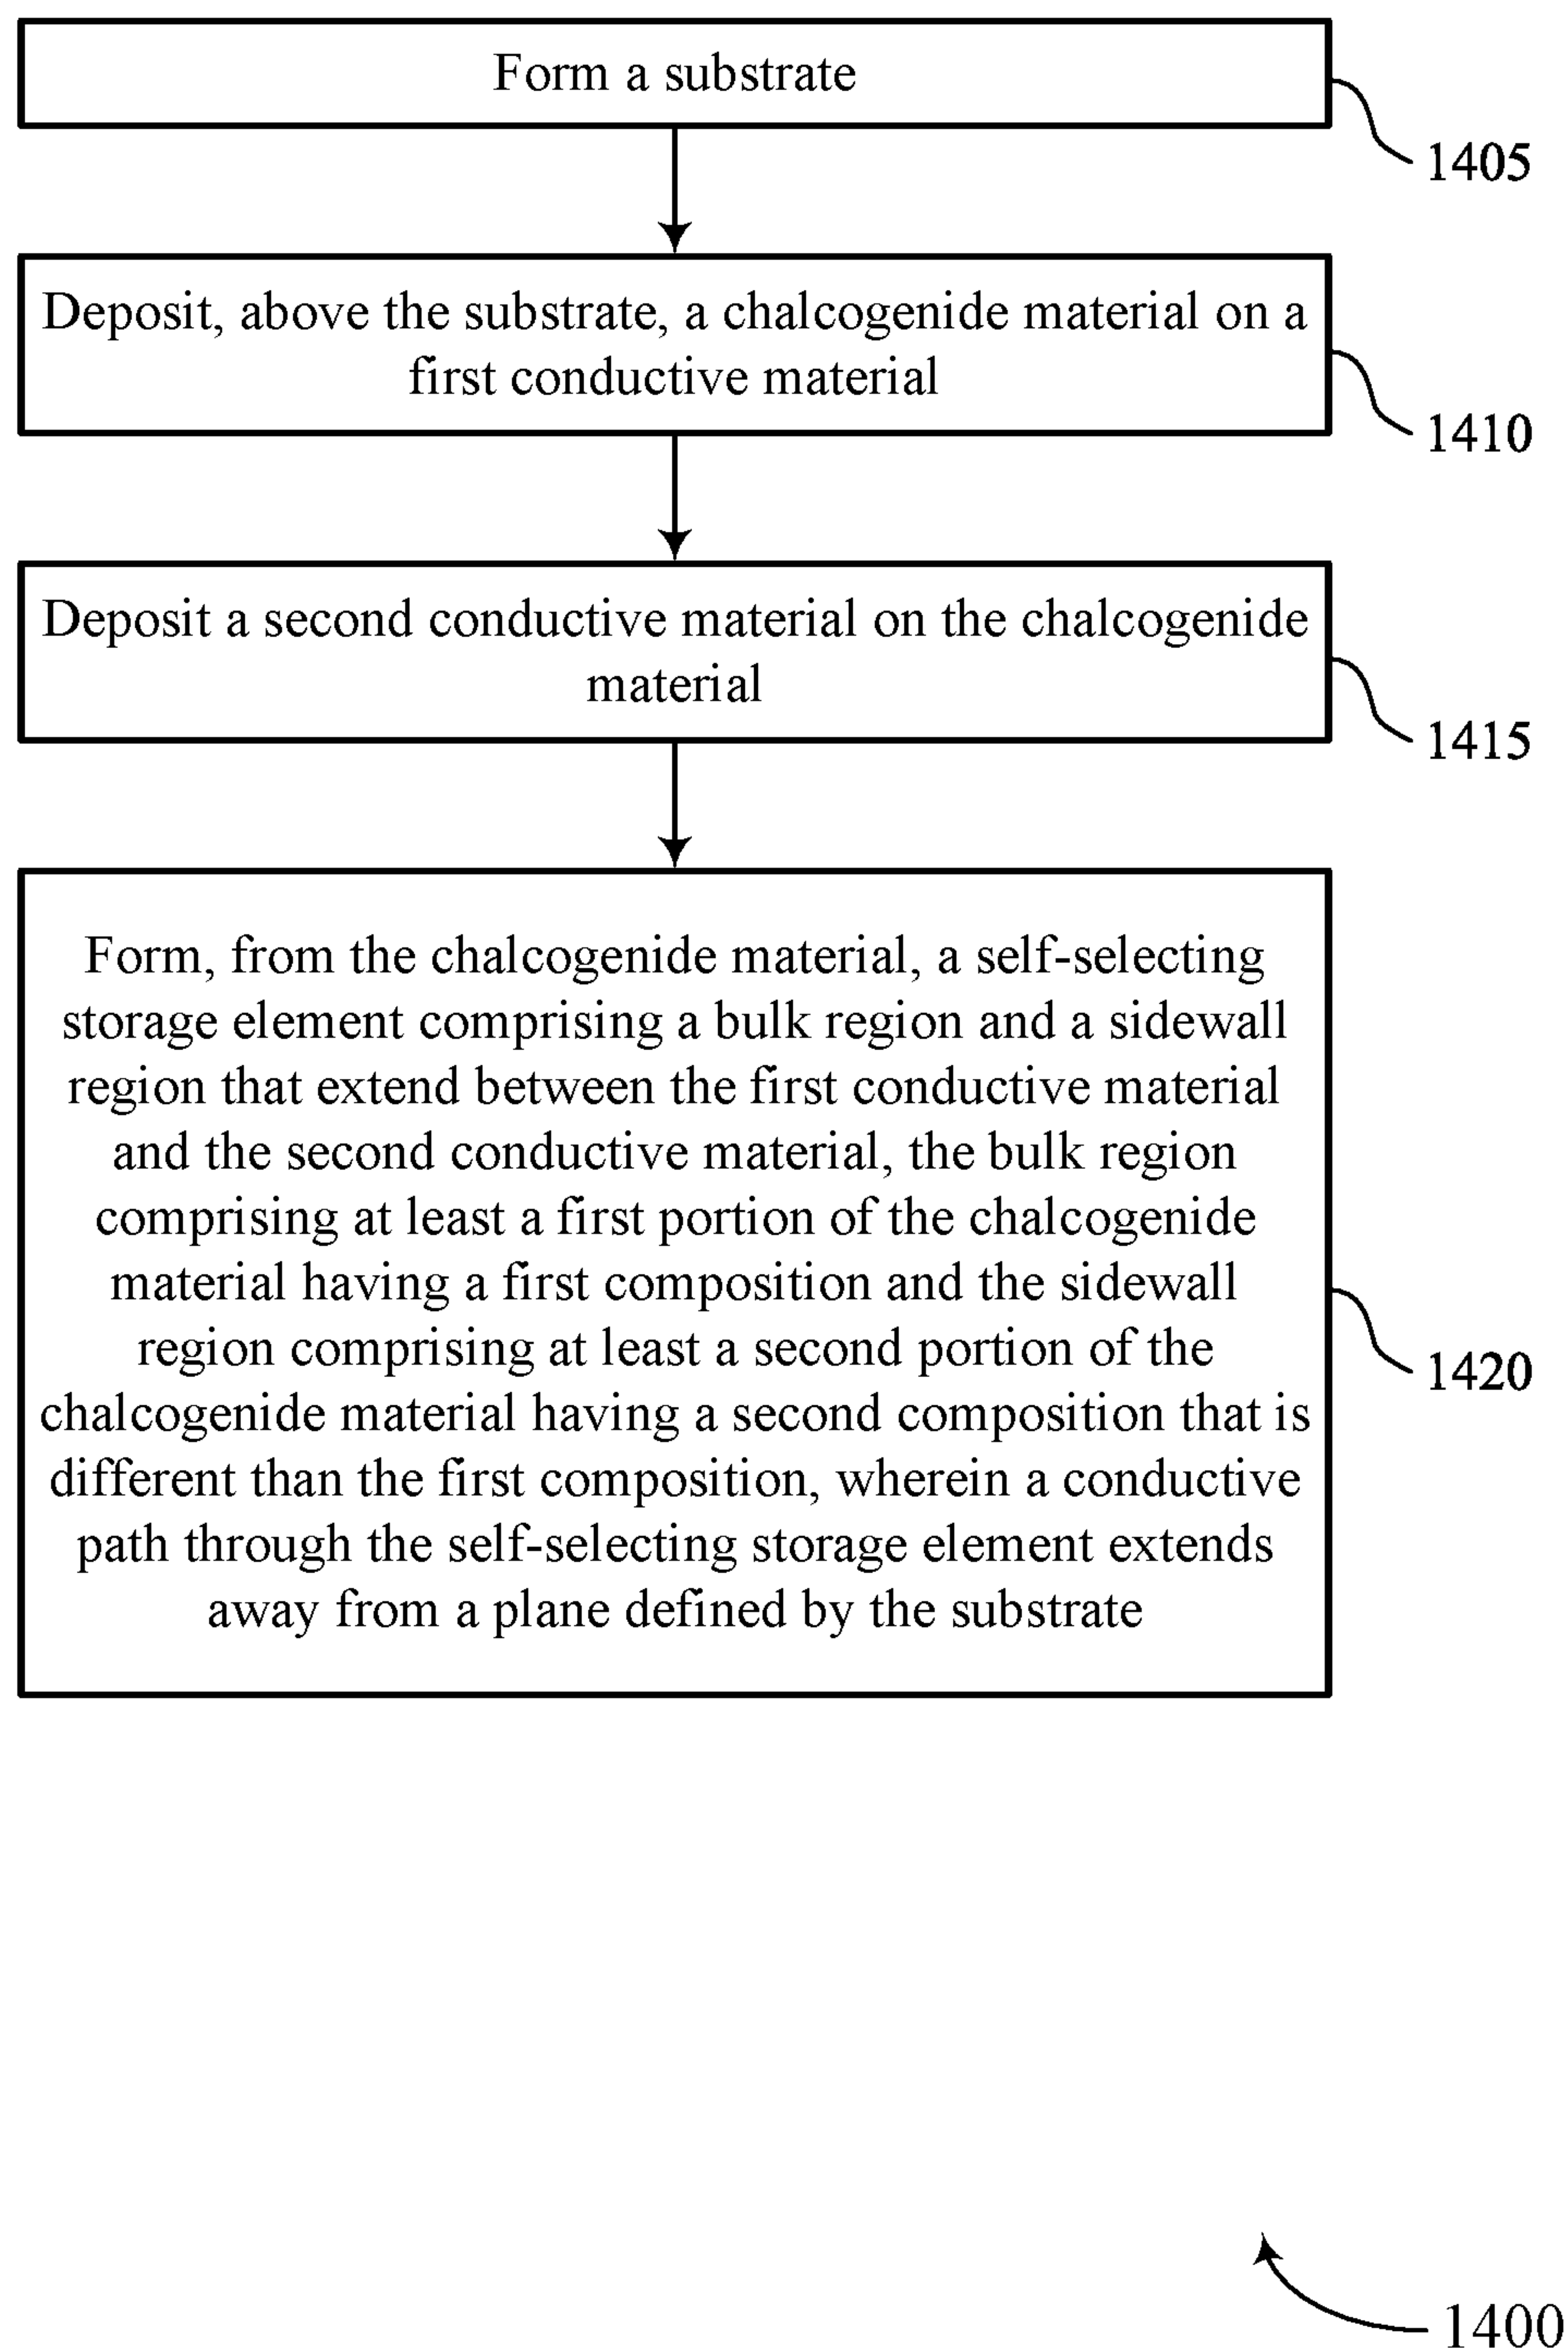 Form a substrate
1405
Deposit, above the substrate, a chalcogenide material on a
first conductive material
1410
Deposit a second conductive material on the chalcogenide
material
1415
Form, from the chalcogenide material, a self-selecting
storage element comprising a bulk region and a sidewall
region that extend between the first conductive material
and the second conductive material, the bulk region
comprising at least a first portion of the chalcogenide
material having a first composition and the sidewall
region comprising at least a second portion of the
chalcogenide material having a second composition that is
different than the first composition, wherein a conductive
path through the self-selecting storage element extends
away from a plane defined by the substrate
1420
1400